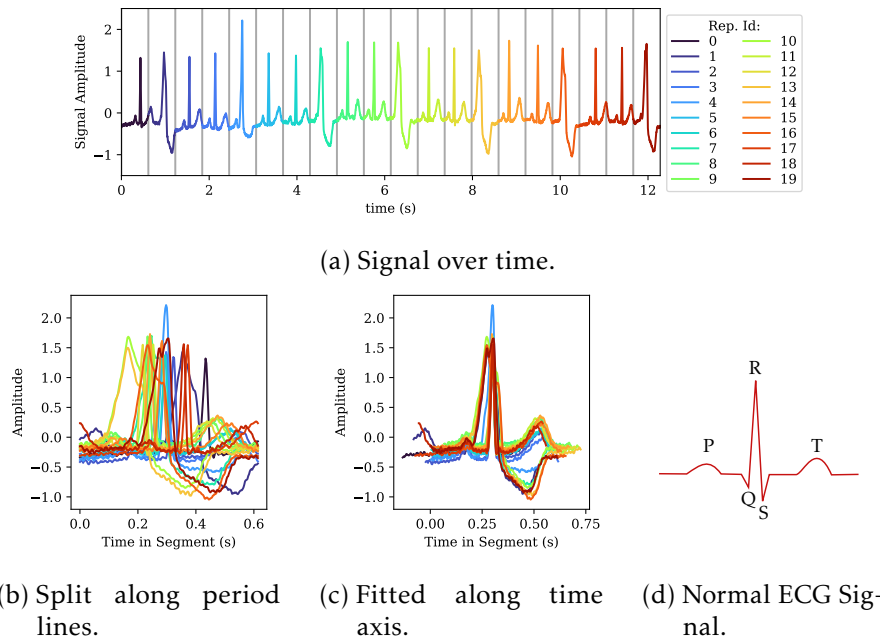 Signal Amplitude
2
1
0
−1
0
2
4
6
8
10
12
time (s)
Rep. Id:
0
1
2
3
4
5
6
7
8
9
10
11
12
13
14
15
16
17
18
19
(a) Signal over time.
Amplitude
2.0
1.5
1.0
0.5
0.0
−0.5
−1.0
0.0
0.2
0.4
0.6
Time in Segment (s)
(b) Split along period
lines.
Amplitude
2.0
1.5
1.0
0.5
0.0
−0.5
−1.0
0.00
0.25
0.50
0.75
Time in Segment (s)
(c) Fitted along time
axis.
R
P
T
Q
S
(d) Normal ECG Sig-
nal.